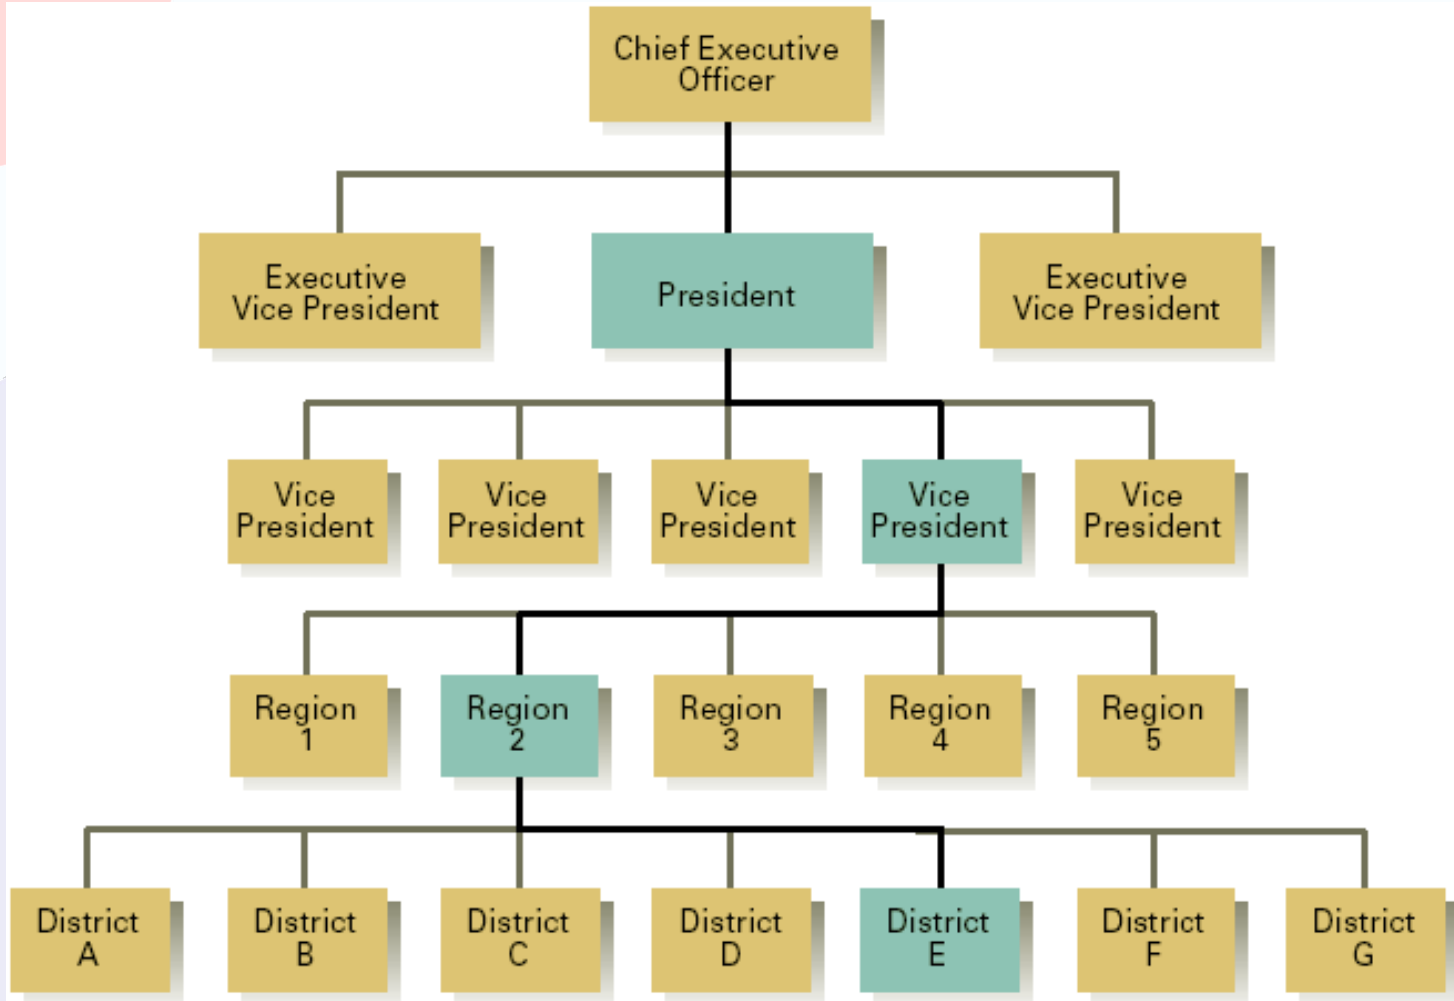 Chief Executive
Officer
Executive
Vice President
President
Executive
Vice President
Vice
President
Vice
President
Vice
President
Vice
President
Vice
President
Region
1
Region
2
Region
3
Region
4
Region
5
District
A
District
B
District
C
District
D
District
E
District
F
District
G